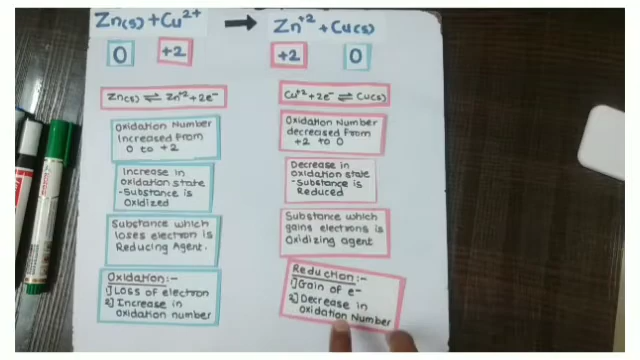 Zn(s) + Cu²⁺ → Zn⁺² + Cu(s)
0 +2 +2 0
Zn(s) ⇌ Zn⁺² + 2e⁻
Oxidation Number
Increased from
0 to +2
Increase in
oxidation state
-Substance is
Oxidized
Substance which
loses electron is
Reducing Agent.
Oxidation:-
1] Loss of electron
2] Increase in
oxidation number
Cu⁺² + 2e⁻ ⇌ Cu(s)
Oxidation Number
decreased from
+2 to 0
Decrease in
oxidation state
-Substance is
Reduced
Substance which
gains electrons is
Oxidizing agent
Reduction:-
1] Gain of e⁻
2] Decrease in
Oxidation Number